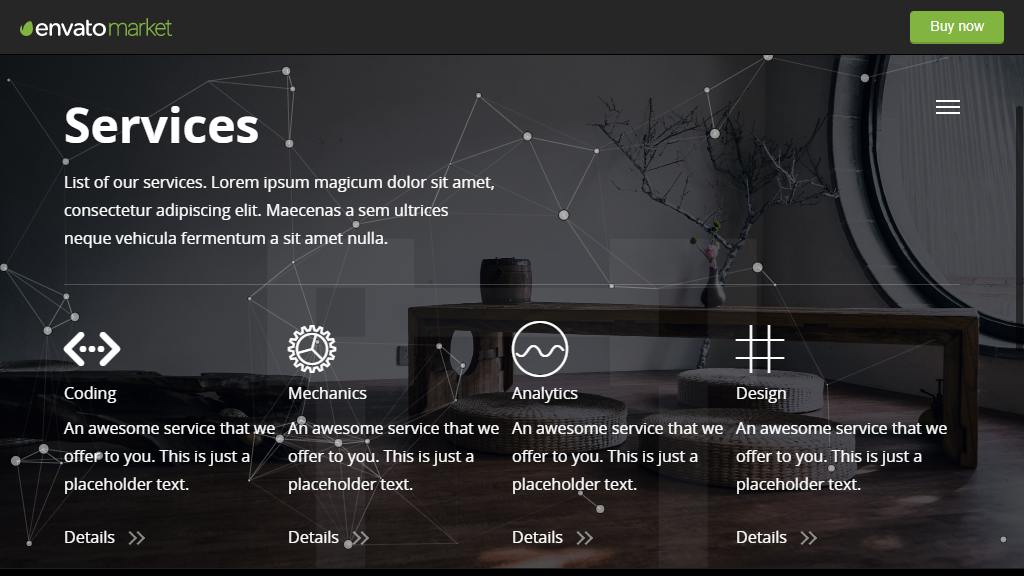 envato market
Buy now
Services
List of our services. Lorem ipsum magicum dolor sit amet,
consectetur adipiscing elit. Maecenas a sem ultrices
neque vehicula fermentum a sit amet nulla.
Coding
An awesome service that we
offer to you. This is just a
placeholder text.
Details
Mechanics
An awesome service that we
offer to you. This is just a
placeholder text.
Details
Analytics
An awesome service that we
offer to you. This is just a
placeholder text.
Details
Design
An awesome service that we
offer to you. This is just a
placeholder text.
Details